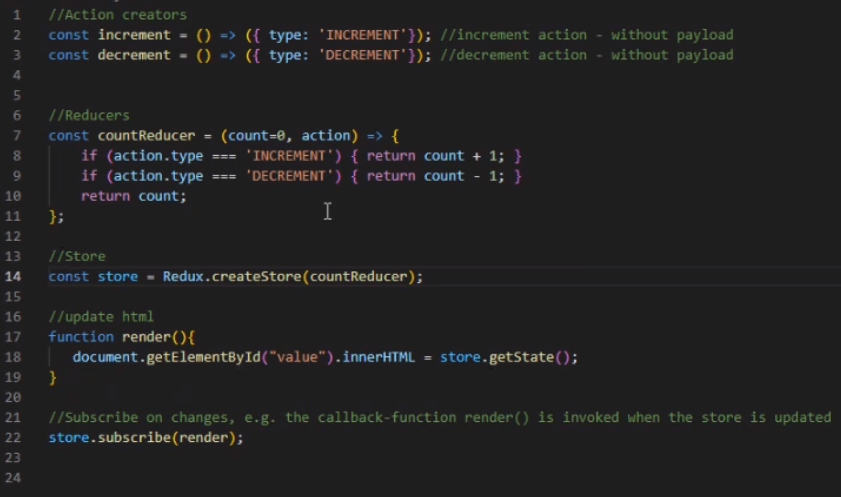 1 //Action creators
2 const increment = () => ({ type: 'INCREMENT'}); //increment action - without payload
3 const decrement = () => ({ type: 'DECREMENT'}); //decrement action - without payload
4
5
6 //Reducers
7 const countReducer = (count=0, action) => {
8     if (action.type === 'INCREMENT') { return count + 1; }
9     if (action.type === 'DECREMENT') { return count - 1; }
10     return count;
11 };
12
13 //Store
14 const store = Redux.createStore(countReducer);
15
16 //update html
17 function render(){
18    document.getElementById("value").innerHTML = store.getState();
19 }
20
21 //Subscribe on changes, e.g. the callback-function render() is invoked when the store is updated
22 store.subscribe(render);
23
24